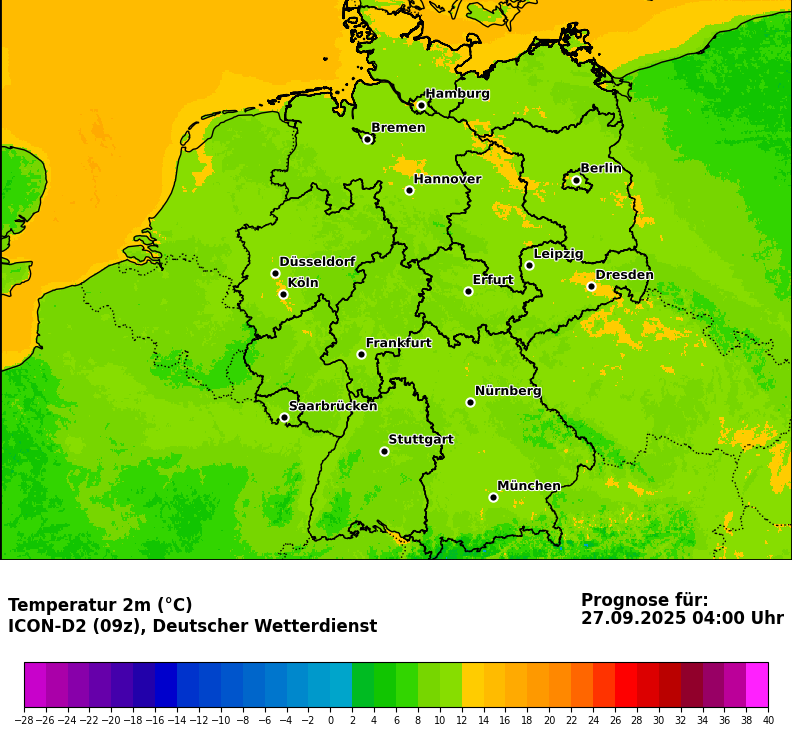 Hamburg
Bremen
Berlin
Hannover
Leipzig
Düsseldorf
Dresden
Köln
Erfurt
Frankfurt
Nürnberg
Saarbrücken
Stuttgart
München
Temperatur 2m (°C)
ICON-D2 (09z), Deutscher Wetterdienst
Prognose für:
27.09.2025 04:00 Uhr
−28 −26 −24 −22 −20 −18 −16 −14 −12 −10 −8 −6 −4 −2 0 2 4 6 8 10 12 14 16 18 20 22 24 26 28 30 32 34 36 38 40